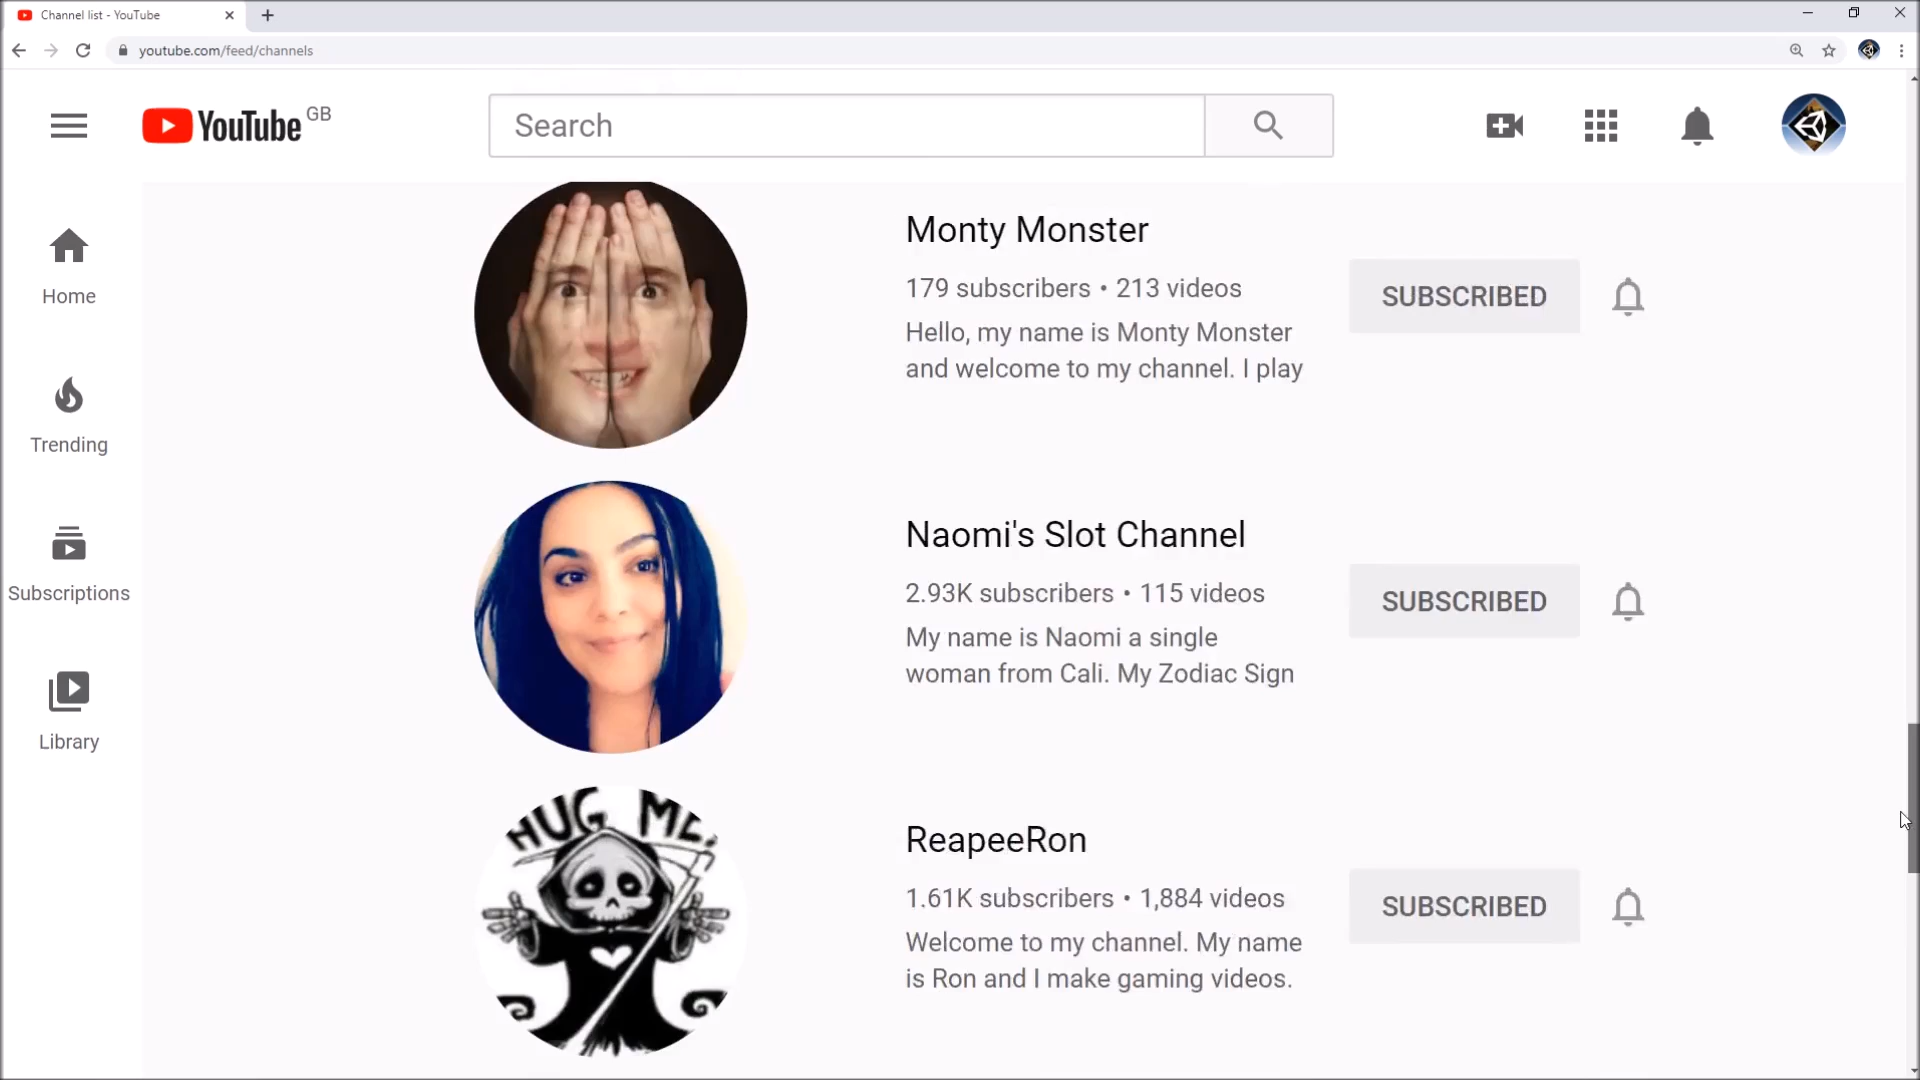 Channel list - YouTube
youtube.com/feed/channels
YouTube GB
Search
Home
Trending
Subscriptions
Library
Monty Monster
179 subscribers • 213 videos
Hello, my name is Monty Monster
and welcome to my channel. I play
SUBSCRIBED
Naomi's Slot Channel
2.93K subscribers • 115 videos
My name is Naomi a single
woman from Cali. My Zodiac Sign
SUBSCRIBED
HUG ME!
ReapeeRon
1.61K subscribers • 1,884 videos
Welcome to my channel. My name
is Ron and I make gaming videos.
SUBSCRIBED